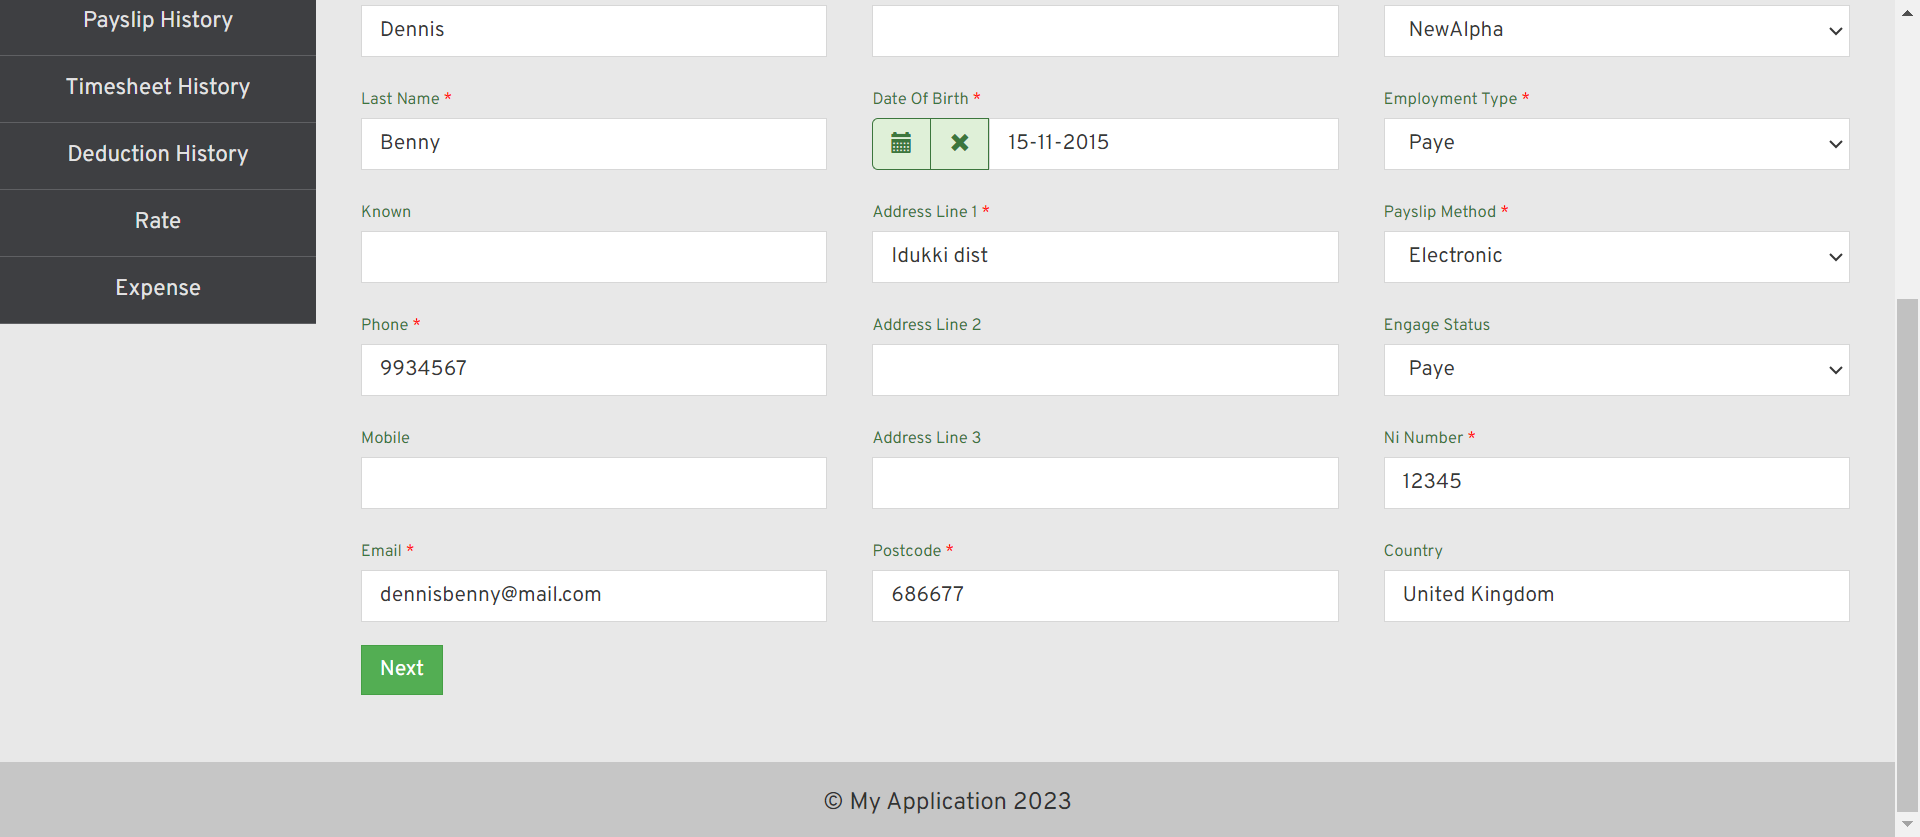 Payslip History
Timesheet History
Deduction History
Rate
Expense
Dennis
NewAlpha
Last Name *
Date Of Birth *
Employment Type *
Benny
15-11-2015
Paye
Known
Address Line 1 *
Payslip Method *
Idukki dist
Electronic
Phone *
Address Line 2
Engage Status
9934567
Paye
Mobile
Address Line 3
Ni Number *
12345
Email *
Postcode *
Country
dennisbenny@mail.com
686677
United Kingdom
Next
© My Application 2023